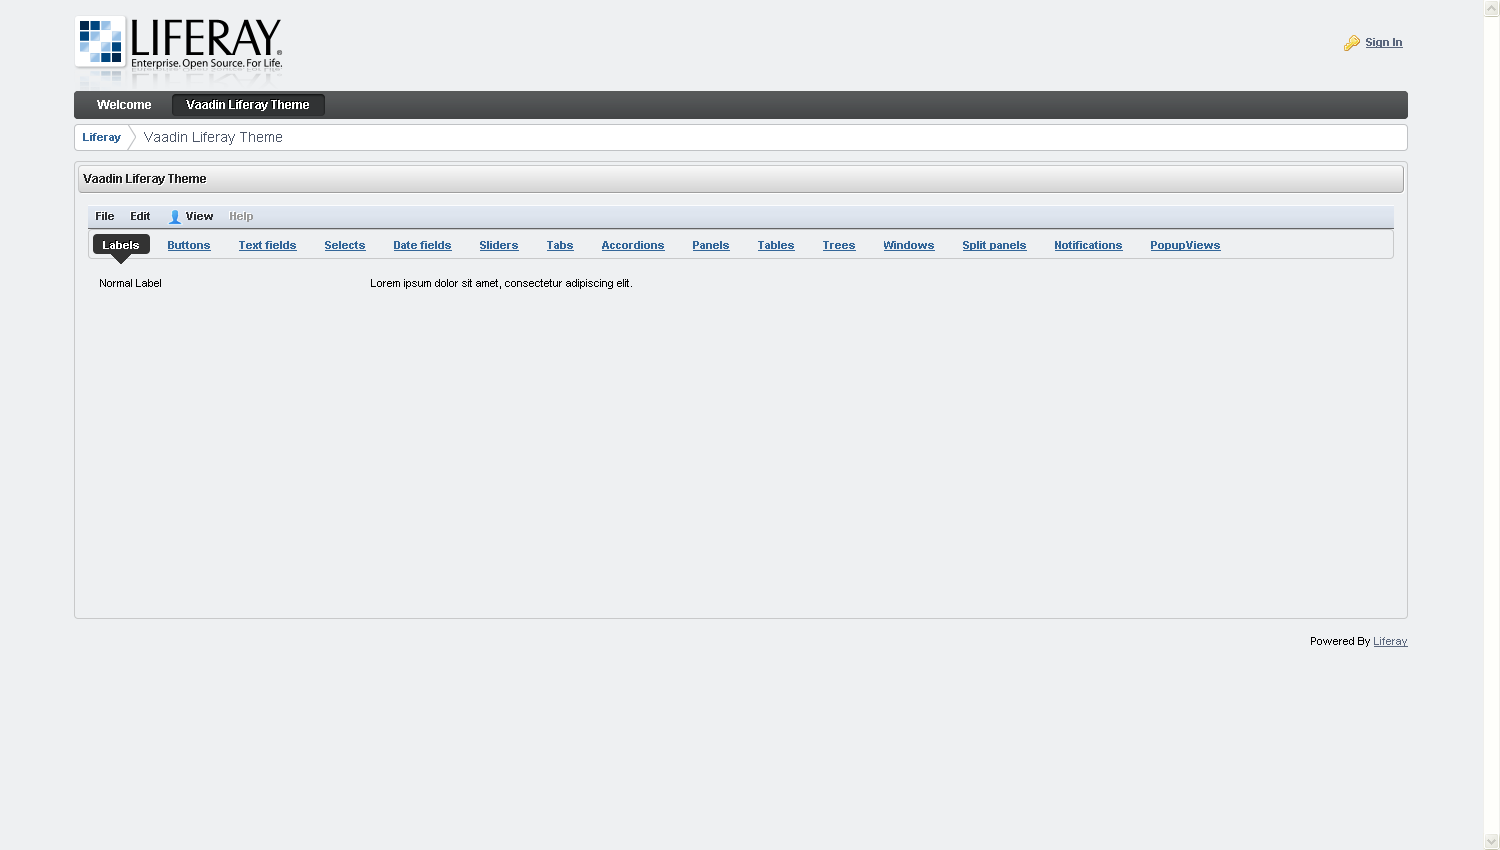 LIFERAY.
Enterprise. Open Source. For Life.
Sign In
Welcome Vaadin Liferay Theme
Liferay Vaadin Liferay Theme
Vaadin Liferay Theme
File Edit View Help
Labels Buttons Text fields Selects Date fields Sliders Tabs Accordions Panels Tables Trees Windows Split panels Notifications PopupViews
Normal Label Lorem ipsum dolor sit amet, consectetur adipiscing elit.
Powered By Liferay